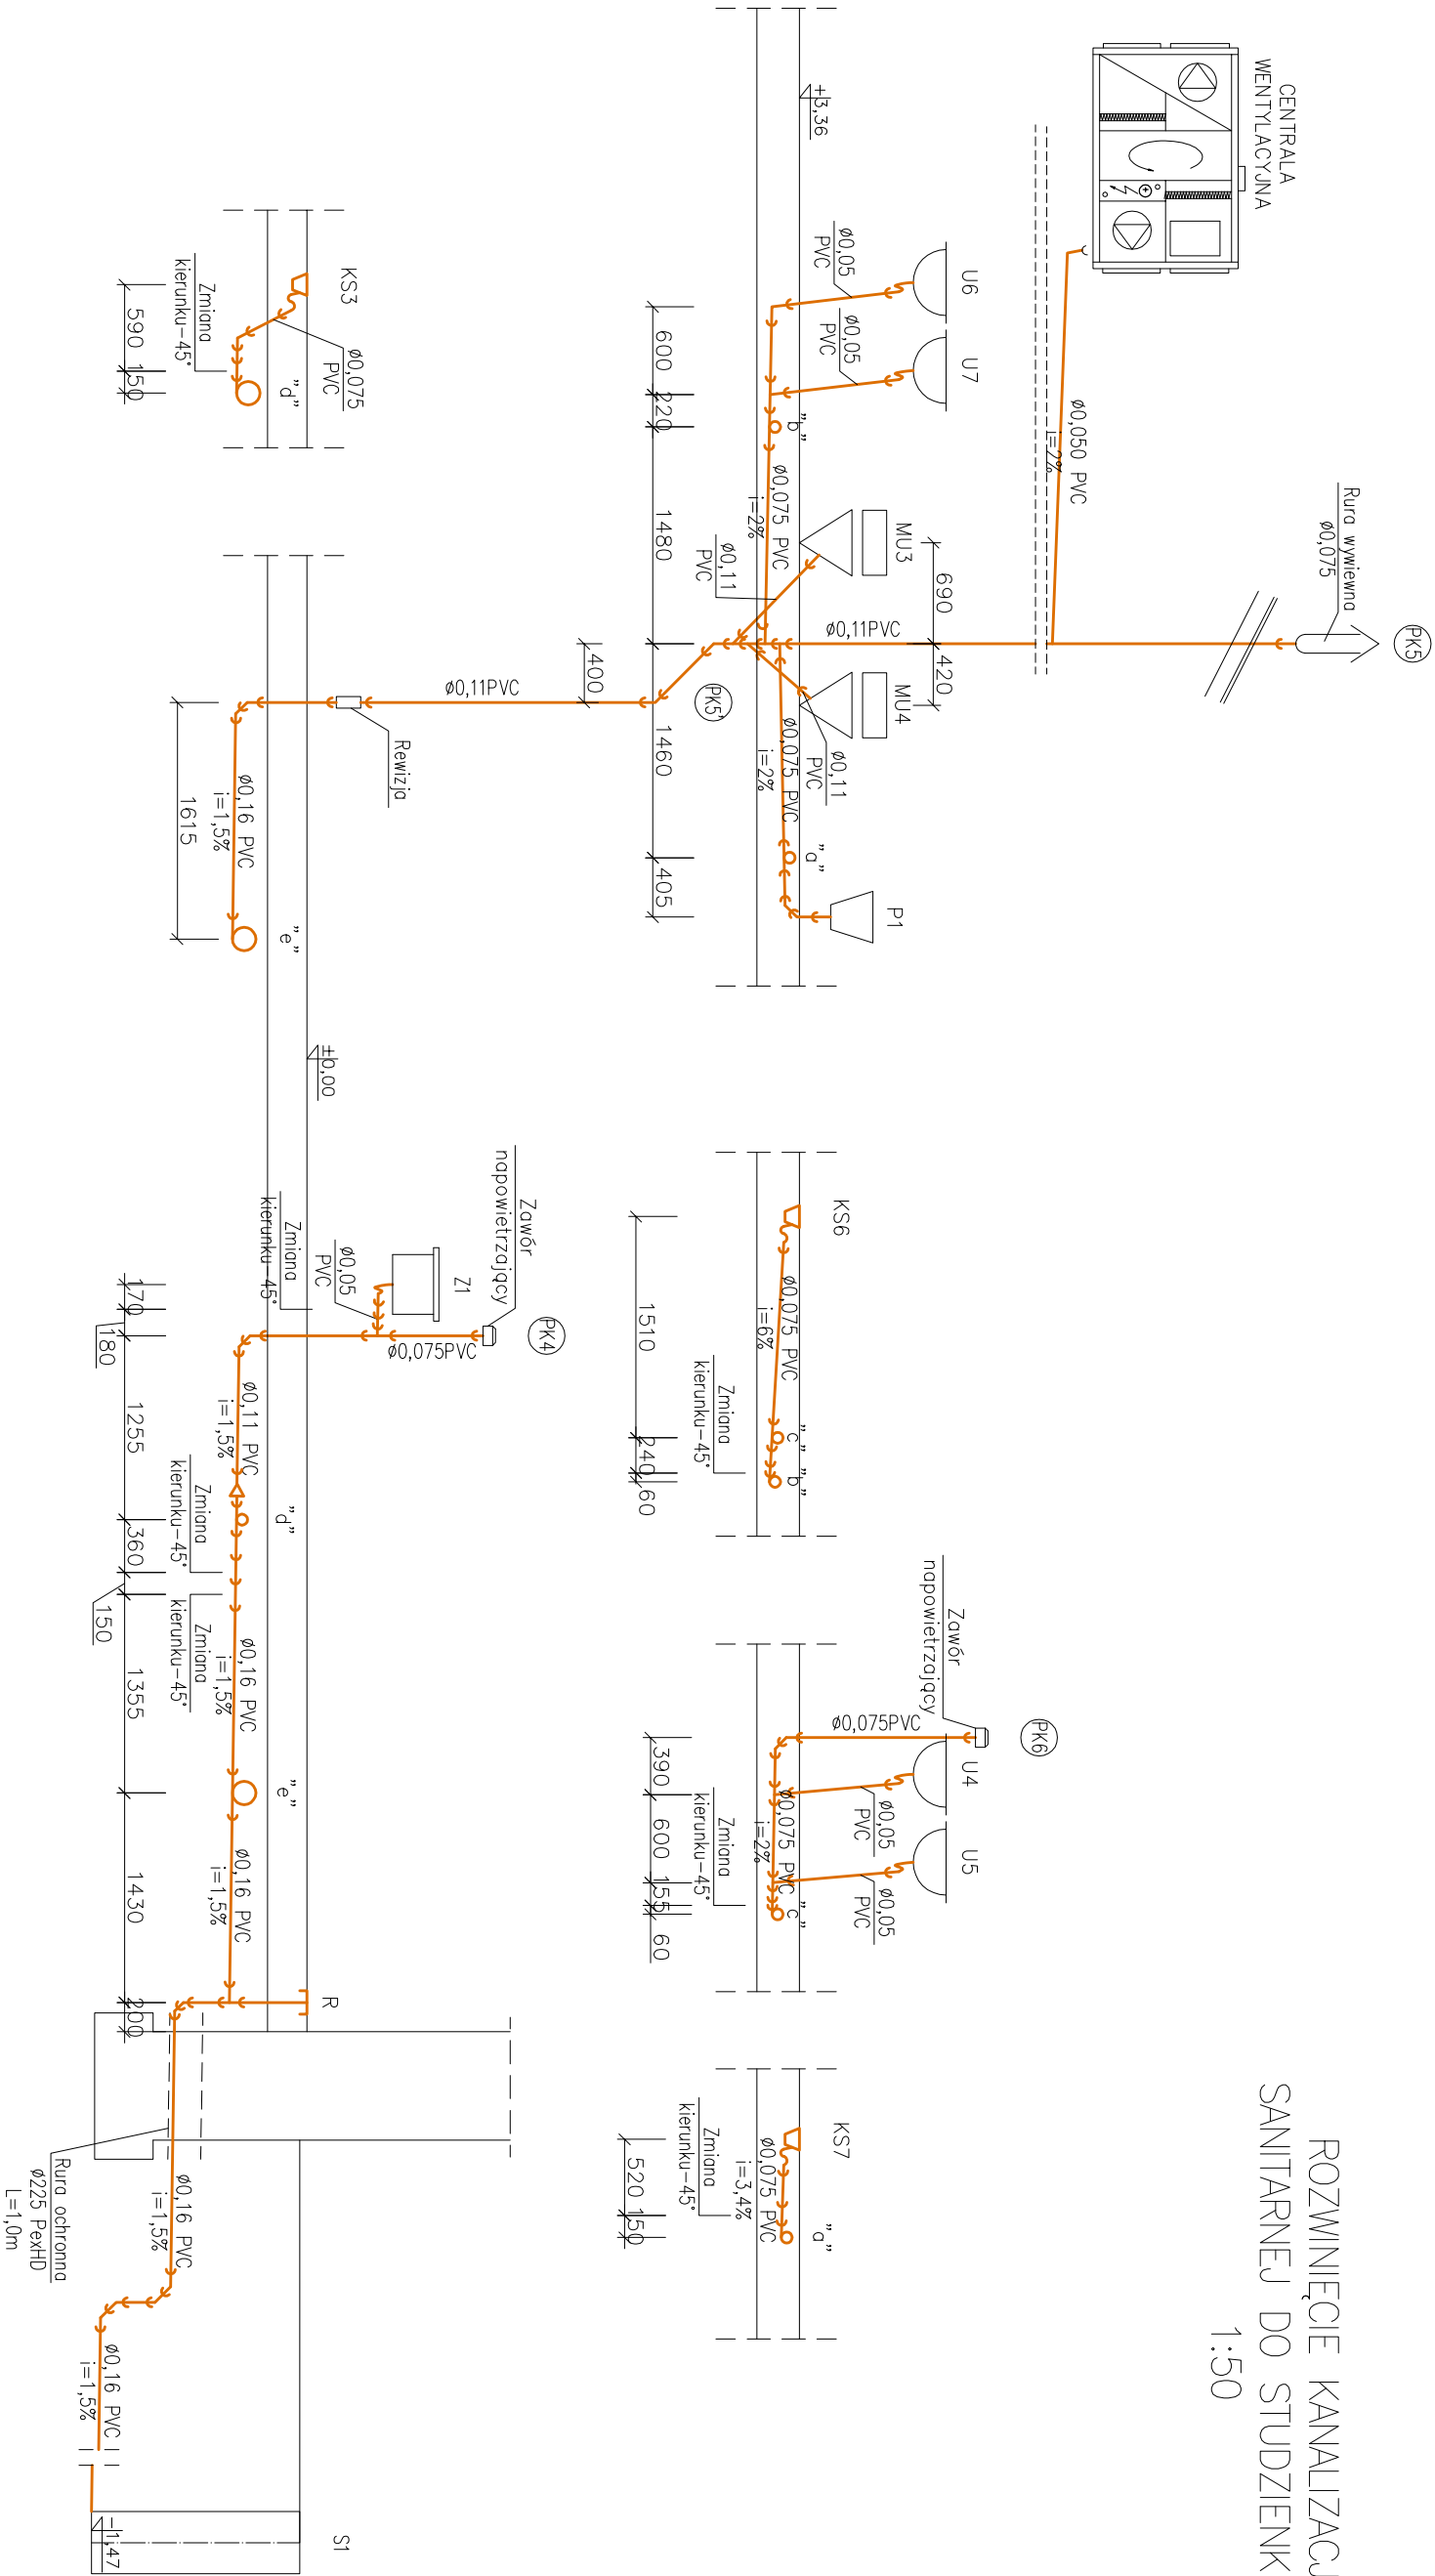 ROZWINIĘCIE KANALIZACJ
SANITARNEJ DO STUDZIENK
1:50
PK5
Rura wywiewna
ø0,075
CENTRALA
WENTYLACYJNA
ø0,050 PVC
i=2%
+3,36
U6
U7
ø0,05
PVC
ø0,05
PVC
"b"
ø0,075 PVC
i=2%
MU3
690
420
MU4
ø0,11
PVC
ø0,11PVC
ø0,11
PVC
ø0,075 PVC
i=2%
"a"
P1
600
220
1480
1460
405
PK5'
400
ø0,11PVC
Rewizja
ø0,16 PVC
i=1,5%
1615
"e"
KS3
ø0,075
PVC
"d"
Zmiana
kierunku-45°
590
150
±0,00
KS6
ø0,075 PVC
i=6%
"c"
"b"
Zmiana
kierunku-45°
1510
240
60
PK6
Zawór
napowietrzający
ø0,075PVC
U4
U5
ø0,05
PVC
ø0,05
PVC
ø0,075 PVC
i=2%
"c"
Zmiana
kierunku-45°
390
600
155
60
KS7
ø0,075 PVC
i=3,4%
"a"
Zmiana
kierunku-45°
520
150
PK4
Zawór
napowietrzający
Z1
ø0,05
PVC
ø0,075PVC
Zmiana
kierunku-45°
ø0,11 PVC
i=1,5%
"d"
Zmiana
kierunku-45°
Zmiana
kierunku-45°
ø0,16 PVC
i=1,5%
"e"
ø0,16 PVC
i=1,5%
R
170
180
1255
360
150
1355
1430
200
Rura ochronna
ø225 PexHD
L=1,0m
ø0,16 PVC
i=1,5%
ø0,16 PVC
i=1,5%
S1
-1,47